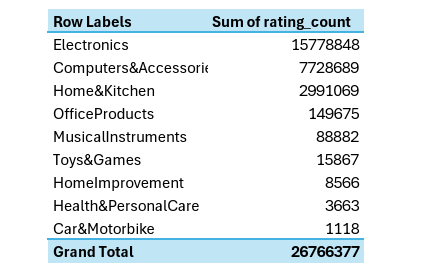 Row Labels Sum of rating_count
Electronics 15778848
Computers&Accessorie 7728689
Home&Kitchen 2991069
OfficeProducts 149675
MusicalInstruments 88882
Toys&Games 15867
HomeImprovement 8566
Health&PersonalCare 3663
Car&Motorbike 1118
Grand Total 26766377